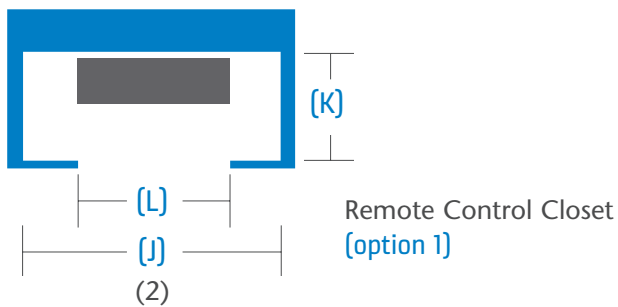 (K)
(L)
(J)
(2)
Remote Control Closet
(option 1)